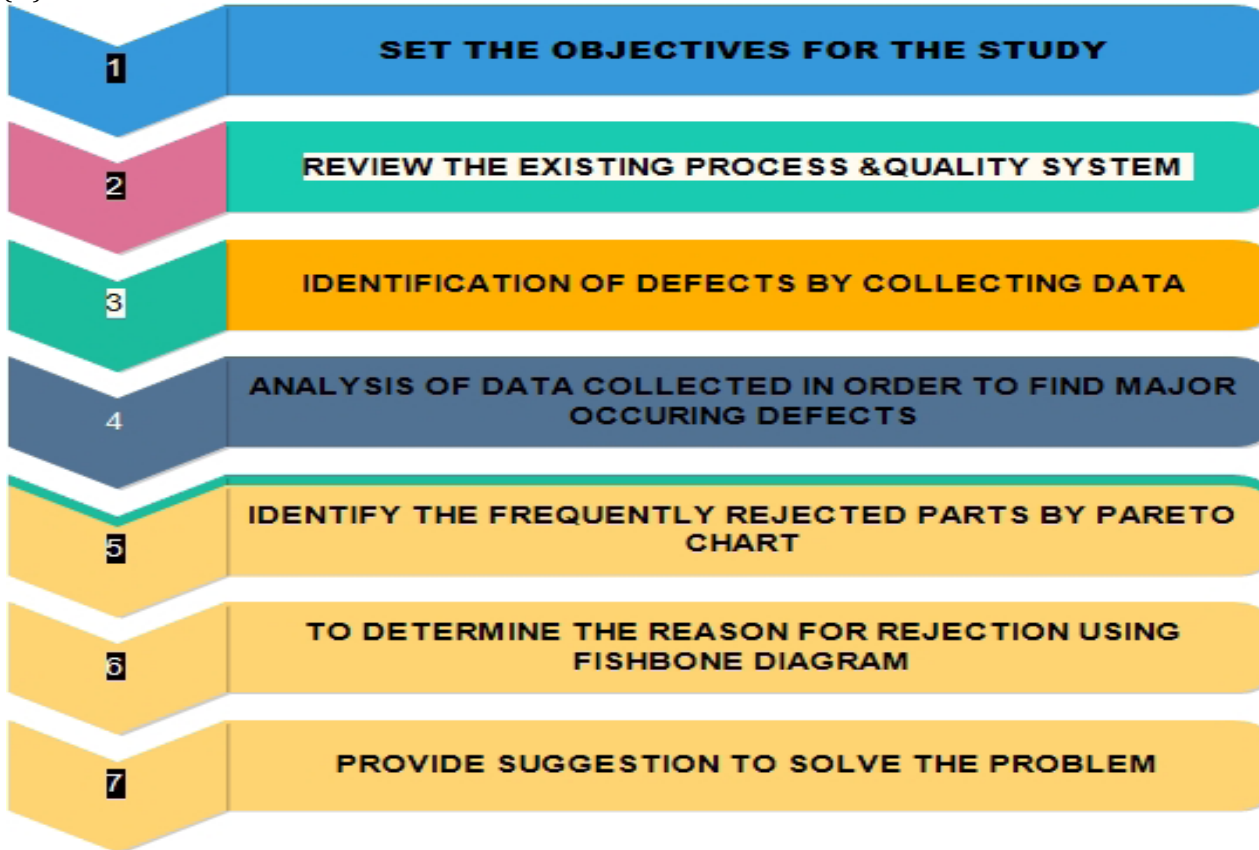 1
SET THE OBJECTIVES FOR THE STUDY
2
REVIEW THE EXISTING PROCESS &QUALITY SYSTEM
3
IDENTIFICATION OF DEFECTS BY COLLECTING DATA
4
ANALYSIS OF DATA COLLECTED IN ORDER TO FIND MAJOR
OCCURING DEFECTS
5
IDENTIFY THE FREQUENTLY REJECTED PARTS BY PARETO
CHART
6
TO DETERMINE THE REASON FOR REJECTION USING
FISHBONE DIAGRAM
7
PROVIDE SUGGESTION TO SOLVE THE PROBLEM